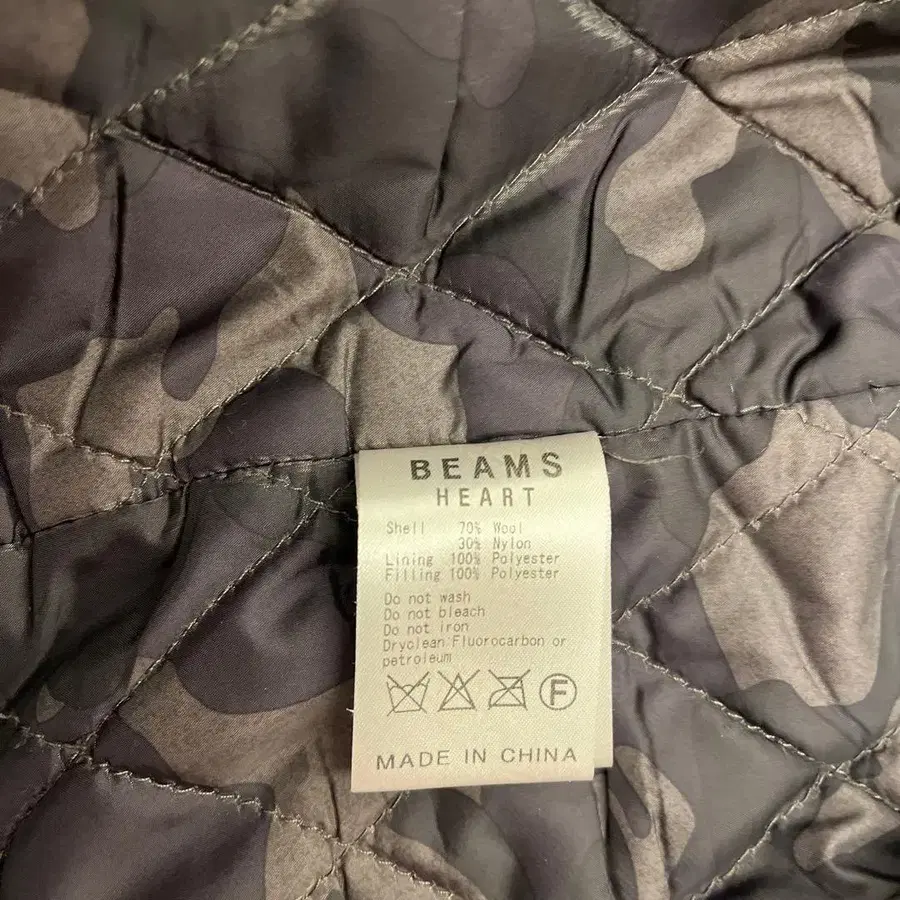 BEAMS
HEART
Shell 70% Wool
30% Nylon
Lining 100% Polyester
Filling 100% Polyester
Do not wash
Do not bleach
Do not iron
Dryclean:Fluorocarbon or
petroleum
F
MADE IN CHINA